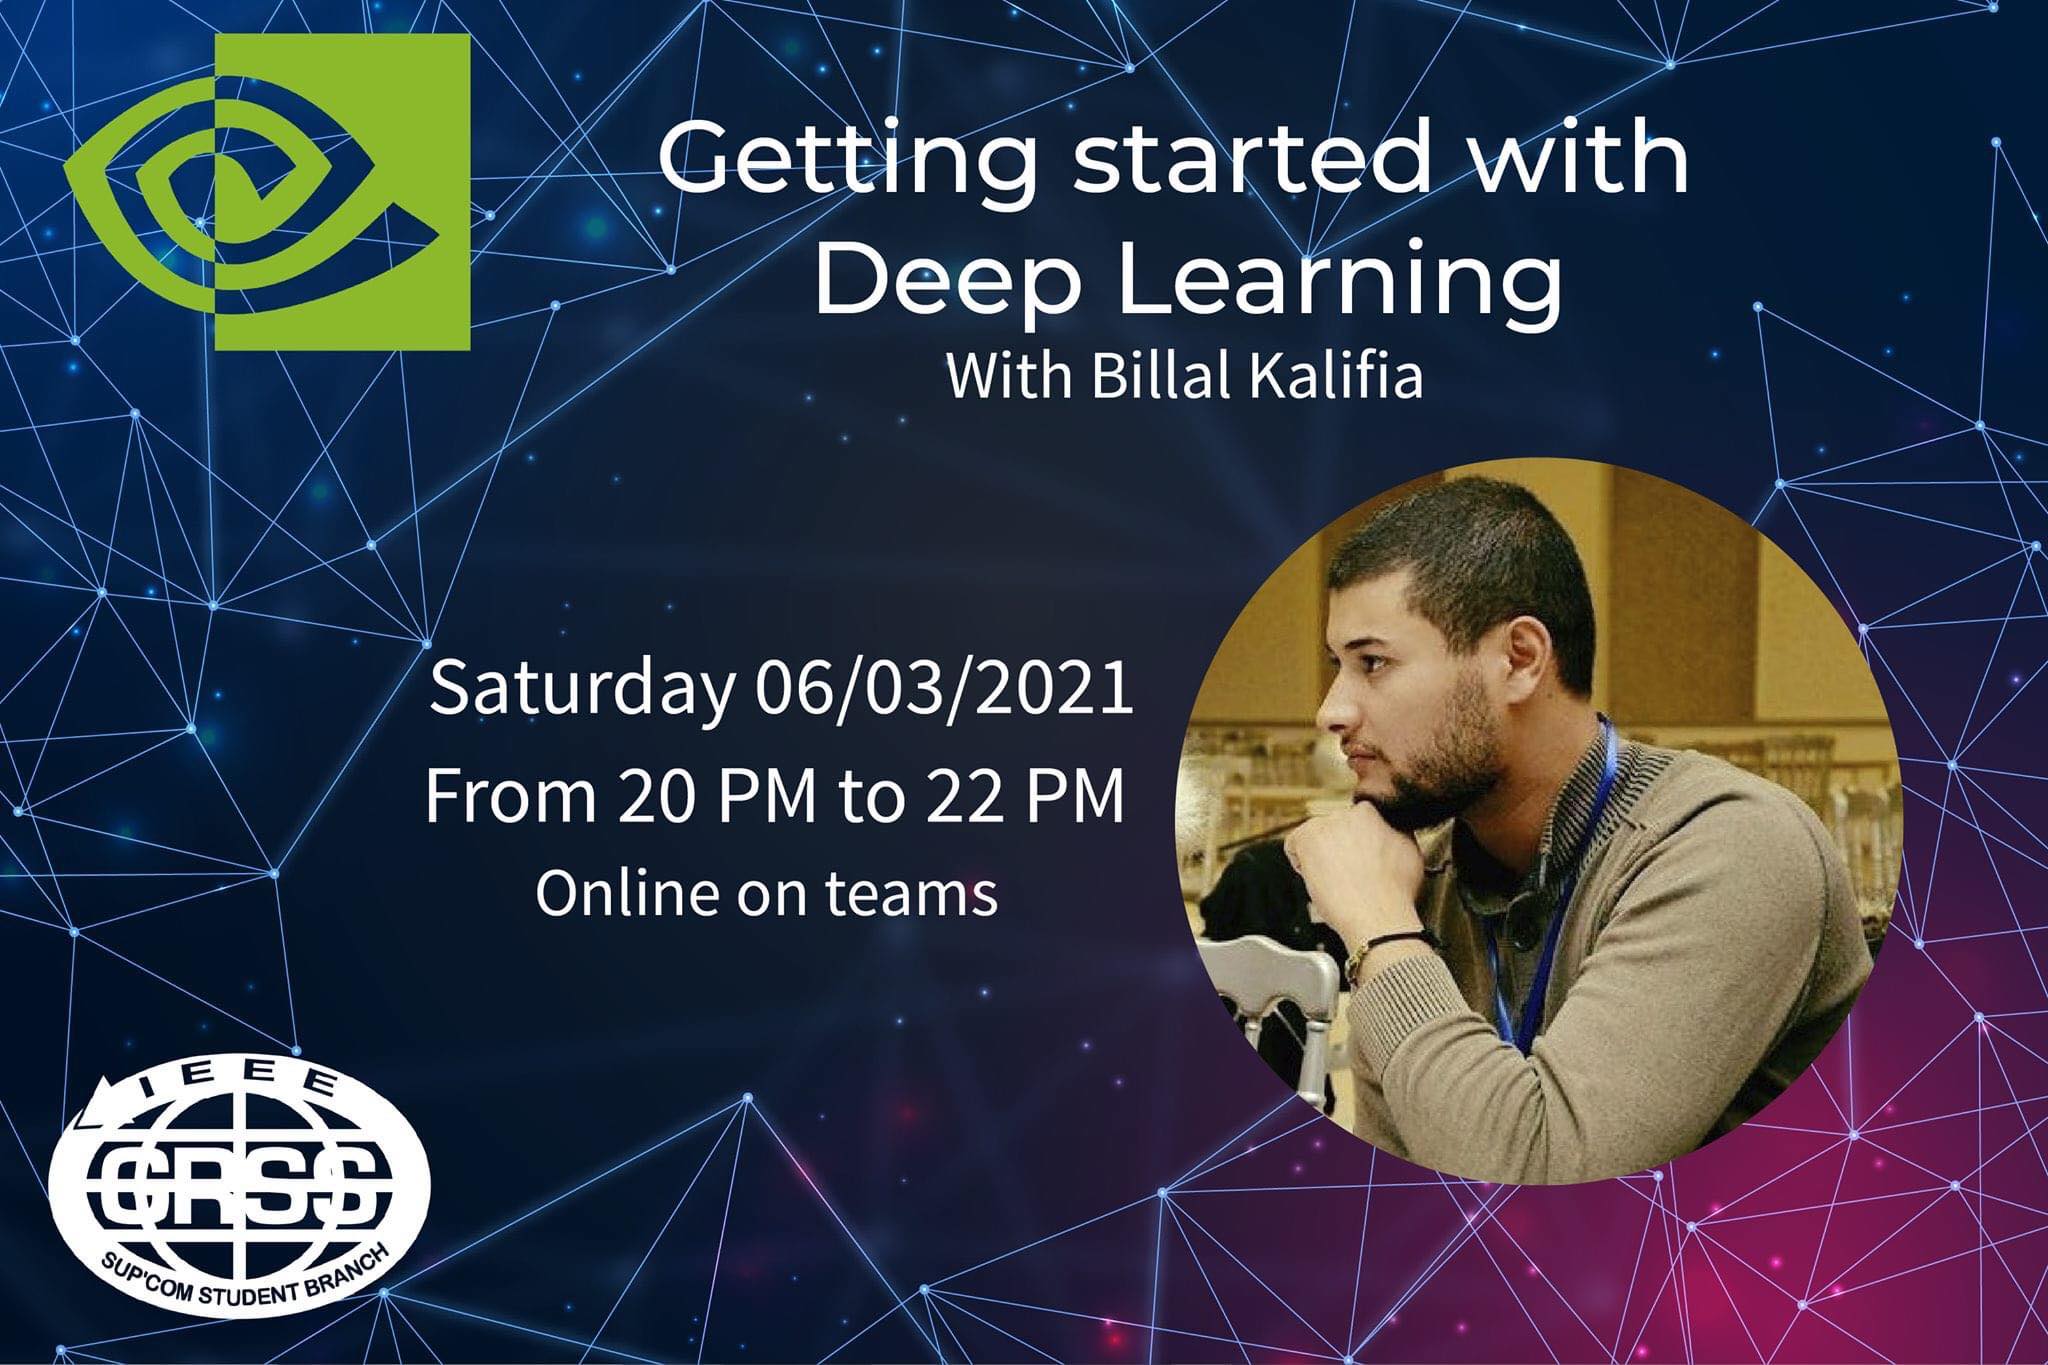 Getting started with
Deep Learning
With Billal Kalifia
Saturday 06/03/2021
From 20 PM to 22 PM
Online on teams
IEEE
GRSS
SUP'COM STUDENT BRANCH